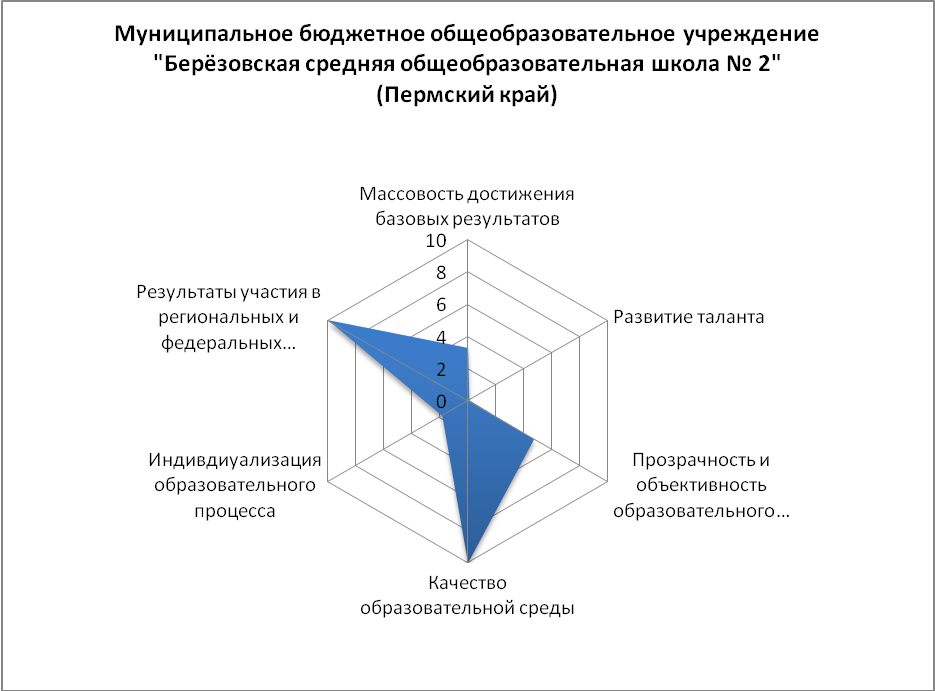 Муниципальное бюджетное общеобразовательное учреждение
"Берёзовская средняя общеобразовательная школа № 2"
(Пермский край)
Массовость достижения
базовых результатов
10
8
6
4
2
0
Развитие таланта
Прозрачность и
объективность
образовательного...
Качество
образовательной среды
Индивдиуализация
образовательного
процесса
Результаты участия в
региональных и
федеральных...